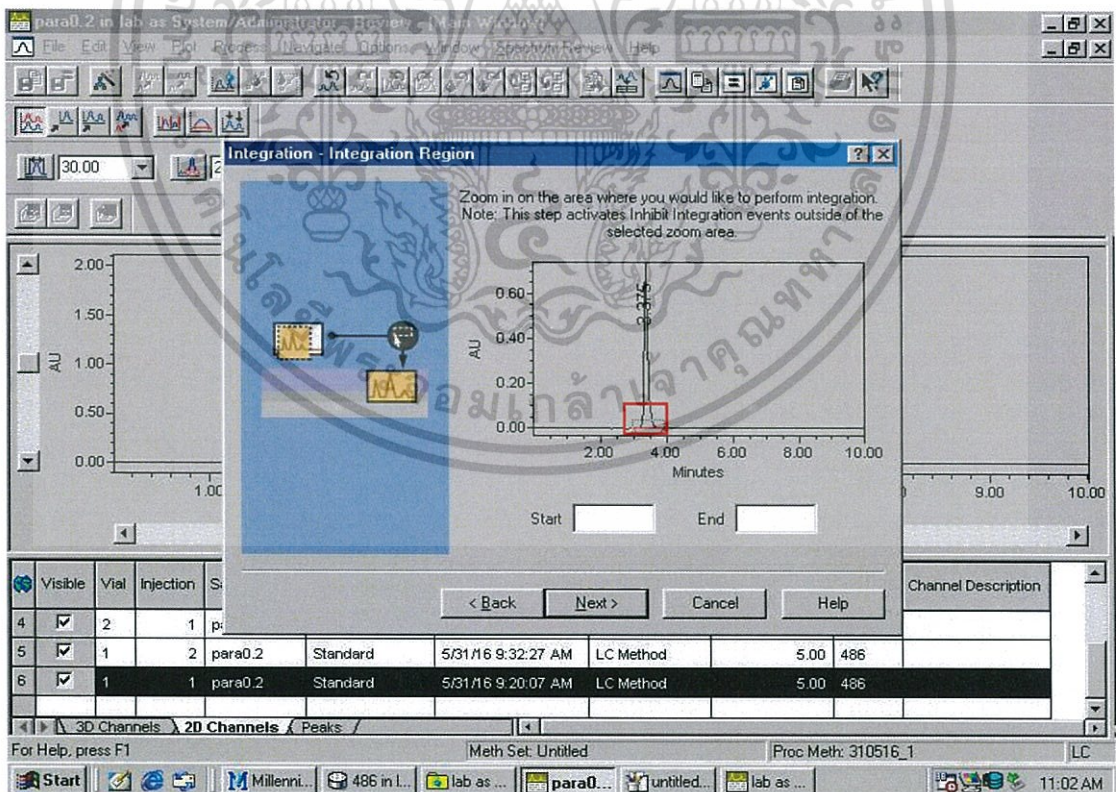 para0.2 in lab as System/Administrator - Review - [Main Window]
File Edit View Plot Process Navigate Options Window Spectrum Review Help
30.00
Integration - Integration Region
Zoom in on the area where you would like to perform integration.
Note: This step activates Inhibit Integration events outside of the
selected zoom area.
AU
2.00
1.50
1.00
0.50
0.00
1.00
9.00
10.00
AU
0.60
0.40
0.20
0.00
3.375
2.00 4.00 6.00 8.00 10.00
Minutes
Start
End
< Back Next > Cancel Help
Visible Vial Injection Channel Description
4 2 1
5 1 2 para0.2 Standard 5/31/16 9:32:27 AM LC Method 5.00 486
6 1 1 para0.2 Standard 5/31/16 9:20:07 AM LC Method 5.00 486
3D Channels 2D Channels Peaks
For Help, press F1 Meth Set: Untitled Proc Meth: 310516_1 LC
Start Millenni... 486 in l... lab as ... para0... untitled... lab as ... 11:02 AM